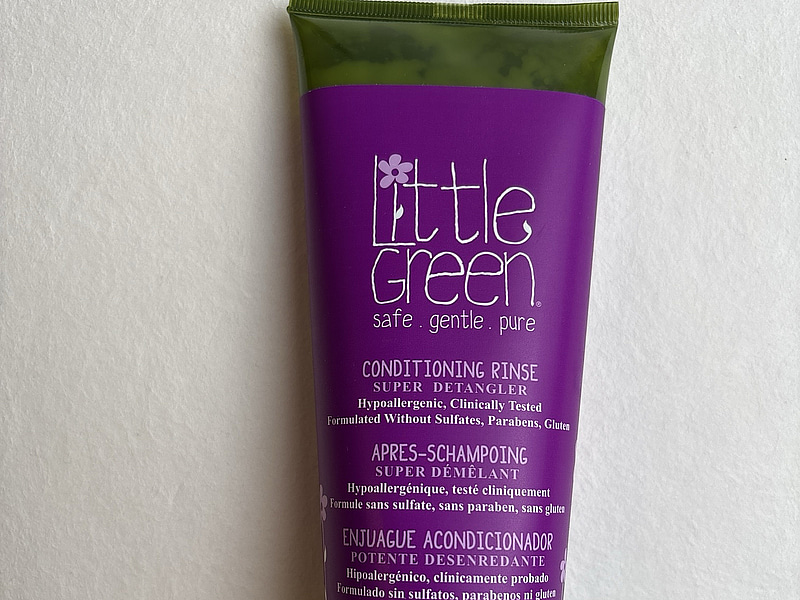 Little
Green®
safe . gentle . pure
CONDITIONING RINSE
SUPER DETANGLER
Hypoallergenic, Clinically Tested
Formulated Without Sulfates, Parabens, Gluten
APRES-SCHAMPOING
SUPER DÉMÊLANT
Hypoallergénique, testé cliniquement
Formule sans sulfate, sans paraben, sans gluten
ENJUAGUE ACONDICIONADOR
POTENTE DESENREDANTE
Hipoalergénico, clínicamente probado
Formulado sin sulfatos, parabenos ni gluten